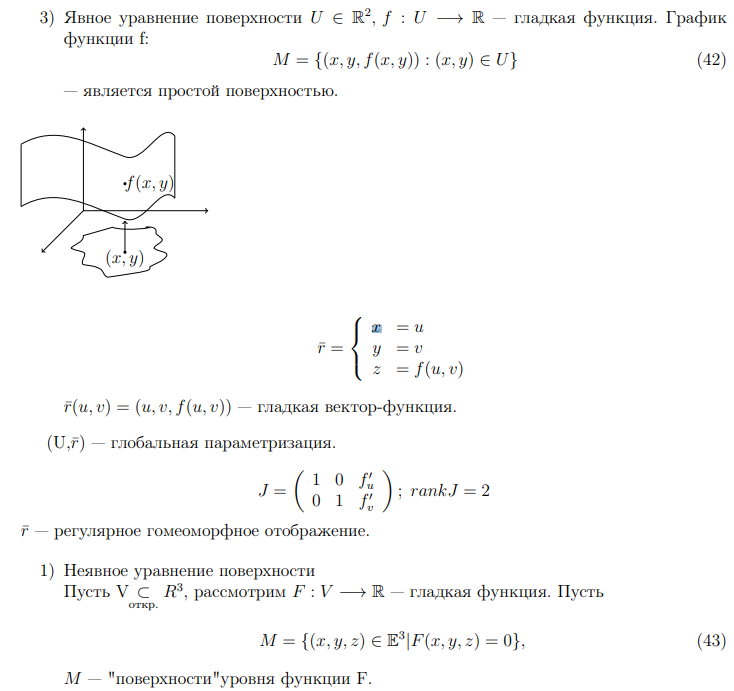 3) Явное уравнение поверхности U ∈ ℝ², f : U ⟶ ℝ — гладкая функция. График
функции f:
M = {(x, y, f(x, y)) : (x, y) ∈ U} (42)
— является простой поверхностью.
f(x, y)
(x, y)
r̄ = { x = u
y = v
z = f(u, v)
r̄(u, v) = (u, v, f(u, v)) — гладкая вектор-функция.
(U,r̄) — глобальная параметризация.
J = ( 1 0 f′ᵤ
0 1 f′ᵥ ) ; rankJ = 2
r̄ — регулярное гомеоморфное отображение.
1) Неявное уравнение поверхности
Пусть V ⊂ R³, рассмотрим F : V ⟶ ℝ — гладкая функция. Пусть
откр.
M = {(x, y, z) ∈ 𝔼³|F(x, y, z) = 0}, (43)
M — "поверхности"уровня функции F.